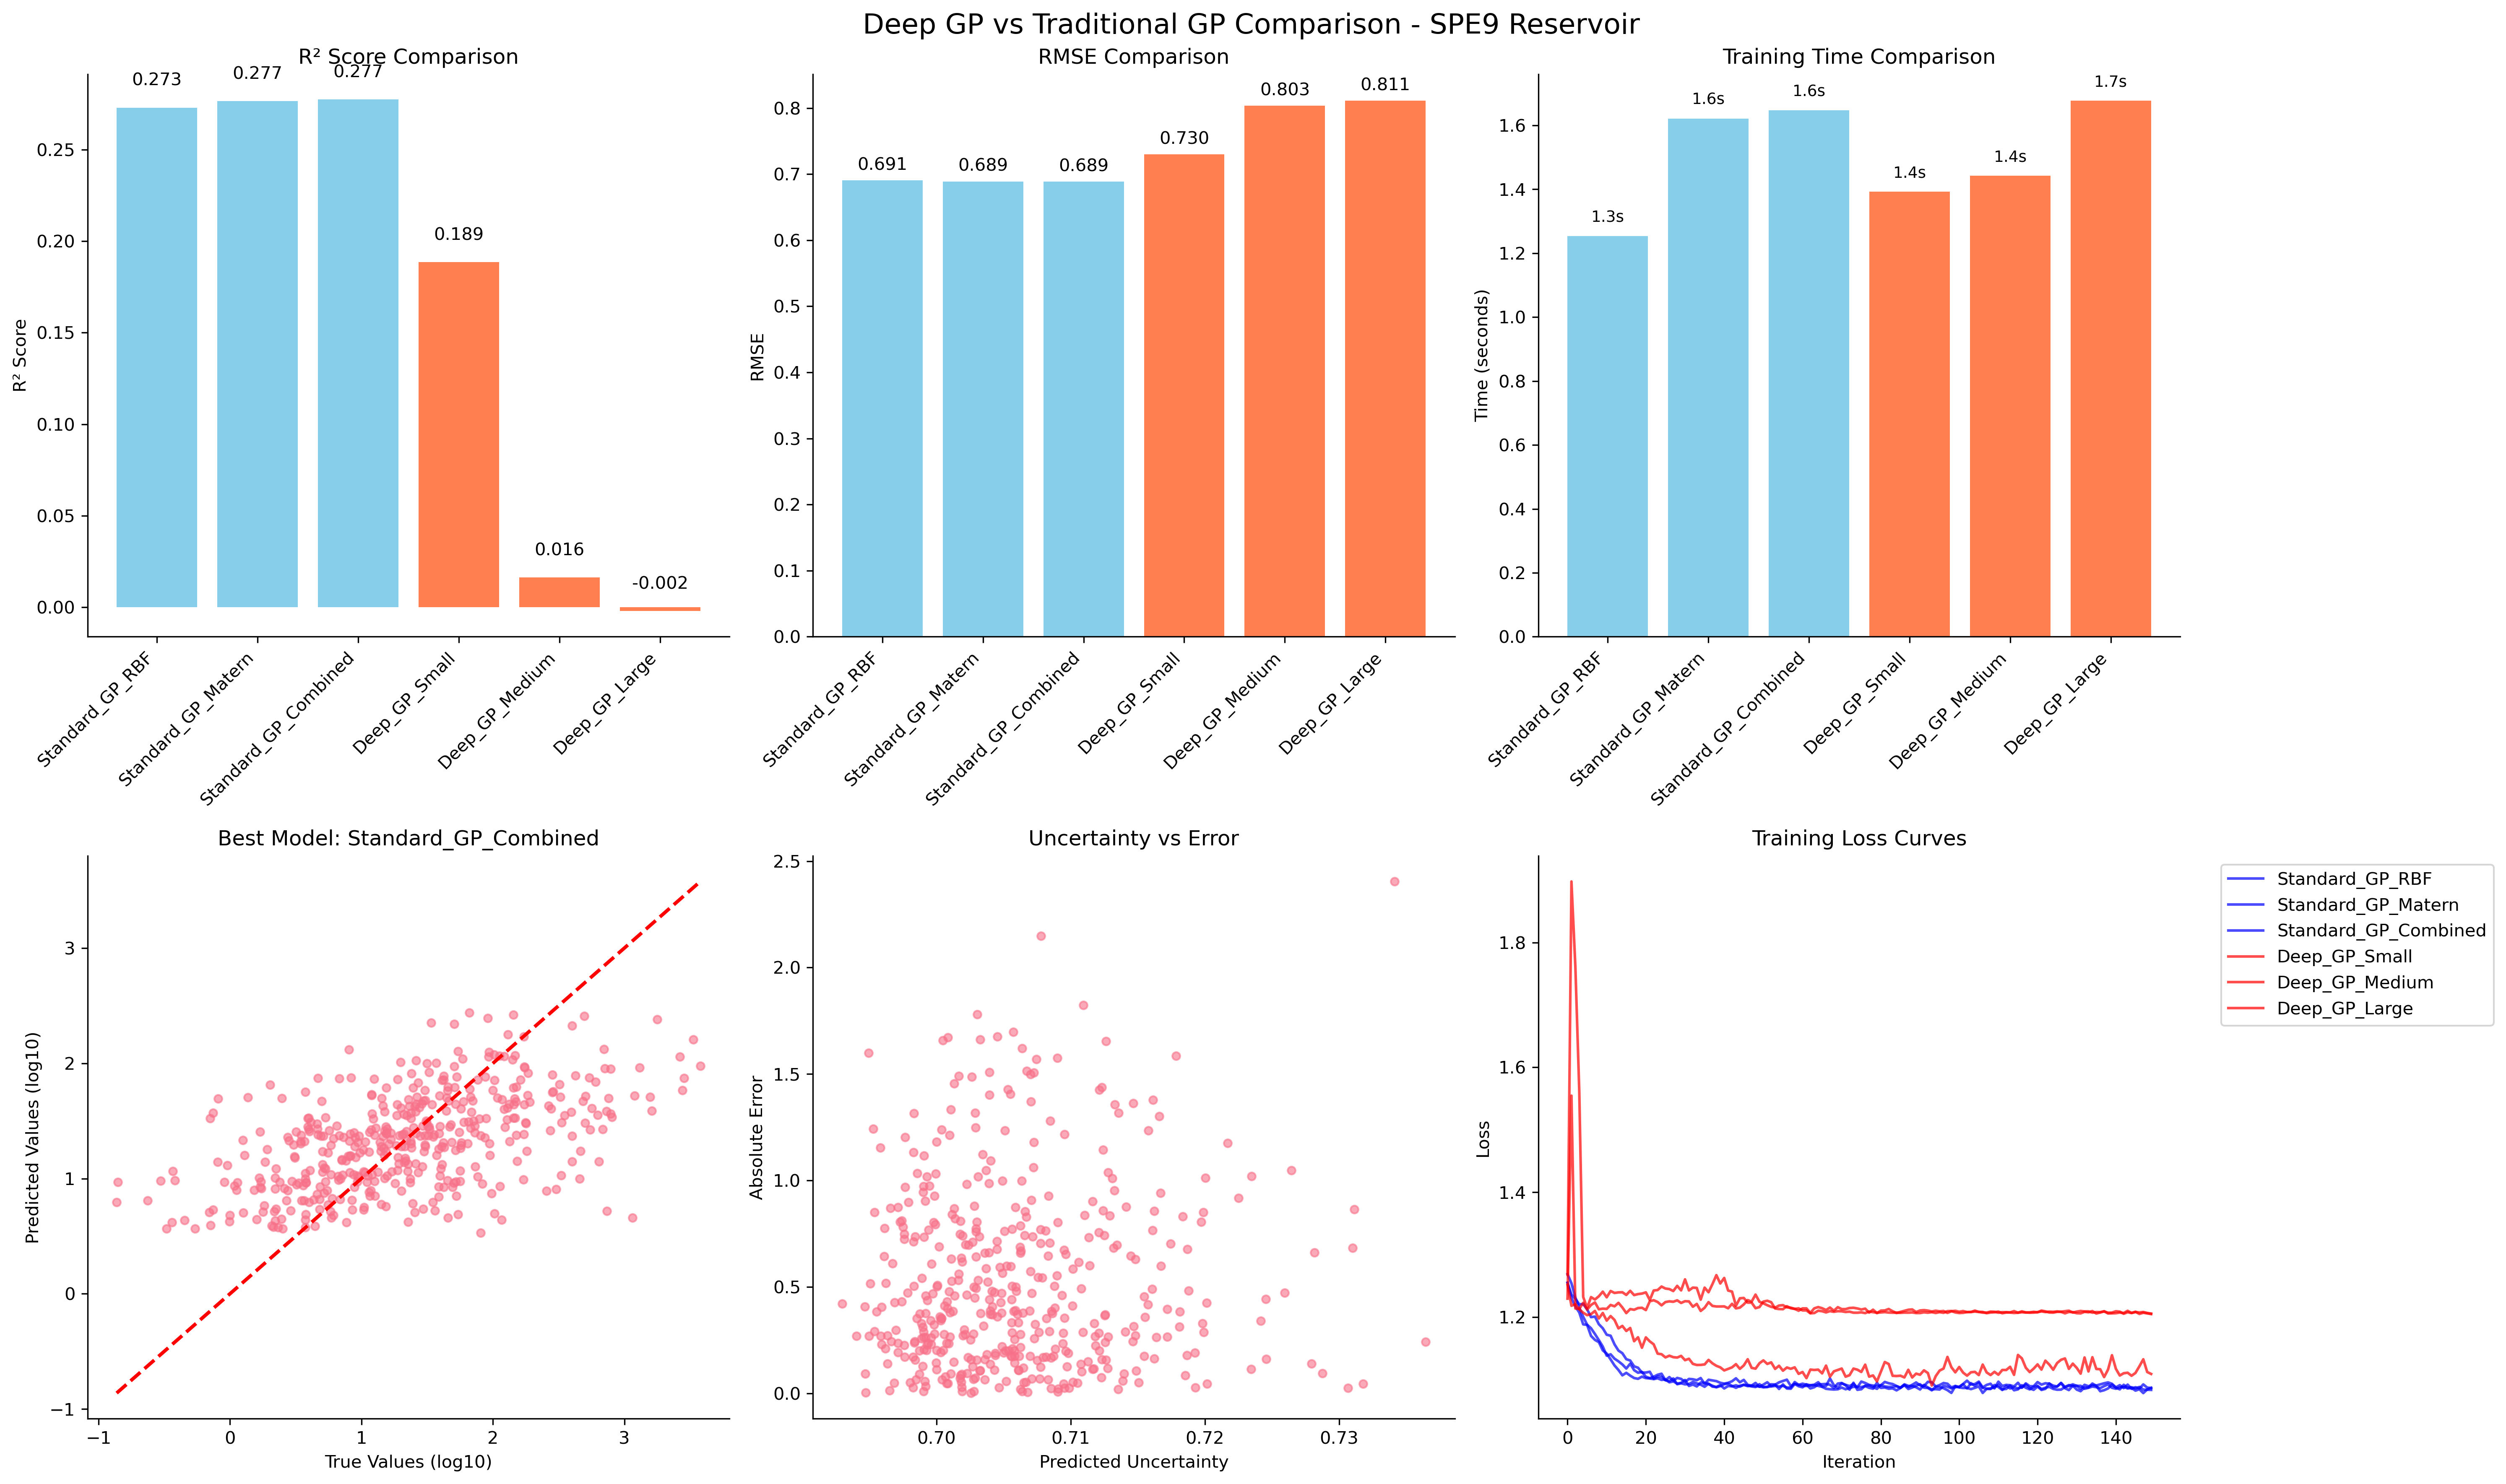 Deep GP vs Traditional GP Comparison - SPE9 Reservoir
R² Score Comparison
0.273
0.277
0.277
0.189
0.016
-0.002
R² Score
0.25
0.20
0.15
0.10
0.05
0.00
Standard_GP_RBF
Standard_GP_Matern
Standard_GP_Combined
Deep_GP_Small
Deep_GP_Medium
Deep_GP_Large
RMSE Comparison
0.691
0.689
0.689
0.730
0.803
0.811
RMSE
0.8
0.7
0.6
0.5
0.4
0.3
0.2
0.1
0.0
Standard_GP_RBF
Standard_GP_Matern
Standard_GP_Combined
Deep_GP_Small
Deep_GP_Medium
Deep_GP_Large
Training Time Comparison
1.3s
1.6s
1.6s
1.4s
1.4s
1.7s
Time (seconds)
1.6
1.4
1.2
1.0
0.8
0.6
0.4
0.2
0.0
Standard_GP_RBF
Standard_GP_Matern
Standard_GP_Combined
Deep_GP_Small
Deep_GP_Medium
Deep_GP_Large
Best Model: Standard_GP_Combined
Predicted Values (log10)
3
2
1
0
−1
−1 0 1 2 3
True Values (log10)
Uncertainty vs Error
Absolute Error
2.5
2.0
1.5
1.0
0.5
0.0
0.70 0.71 0.72 0.73
Predicted Uncertainty
Training Loss Curves
Loss
1.8
1.6
1.4
1.2
0 20 40 60 80 100 120 140
Iteration
Standard_GP_RBF
Standard_GP_Matern
Standard_GP_Combined
Deep_GP_Small
Deep_GP_Medium
Deep_GP_Large